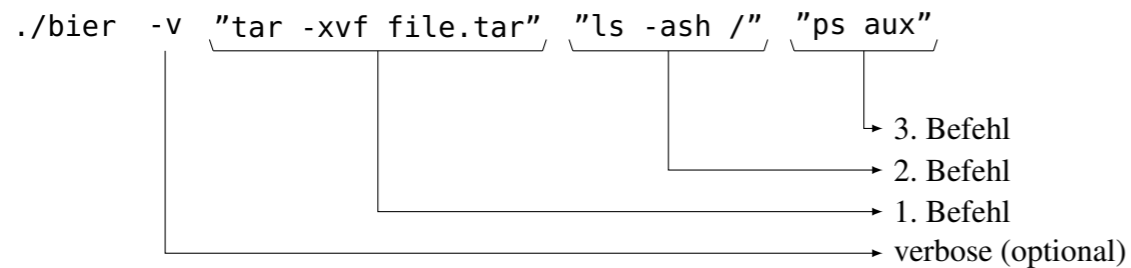 ./bier -v ”tar -xvf file.tar” ”ls -ash /” ”ps aux”
3. Befehl
2. Befehl
1. Befehl
verbose (optional)